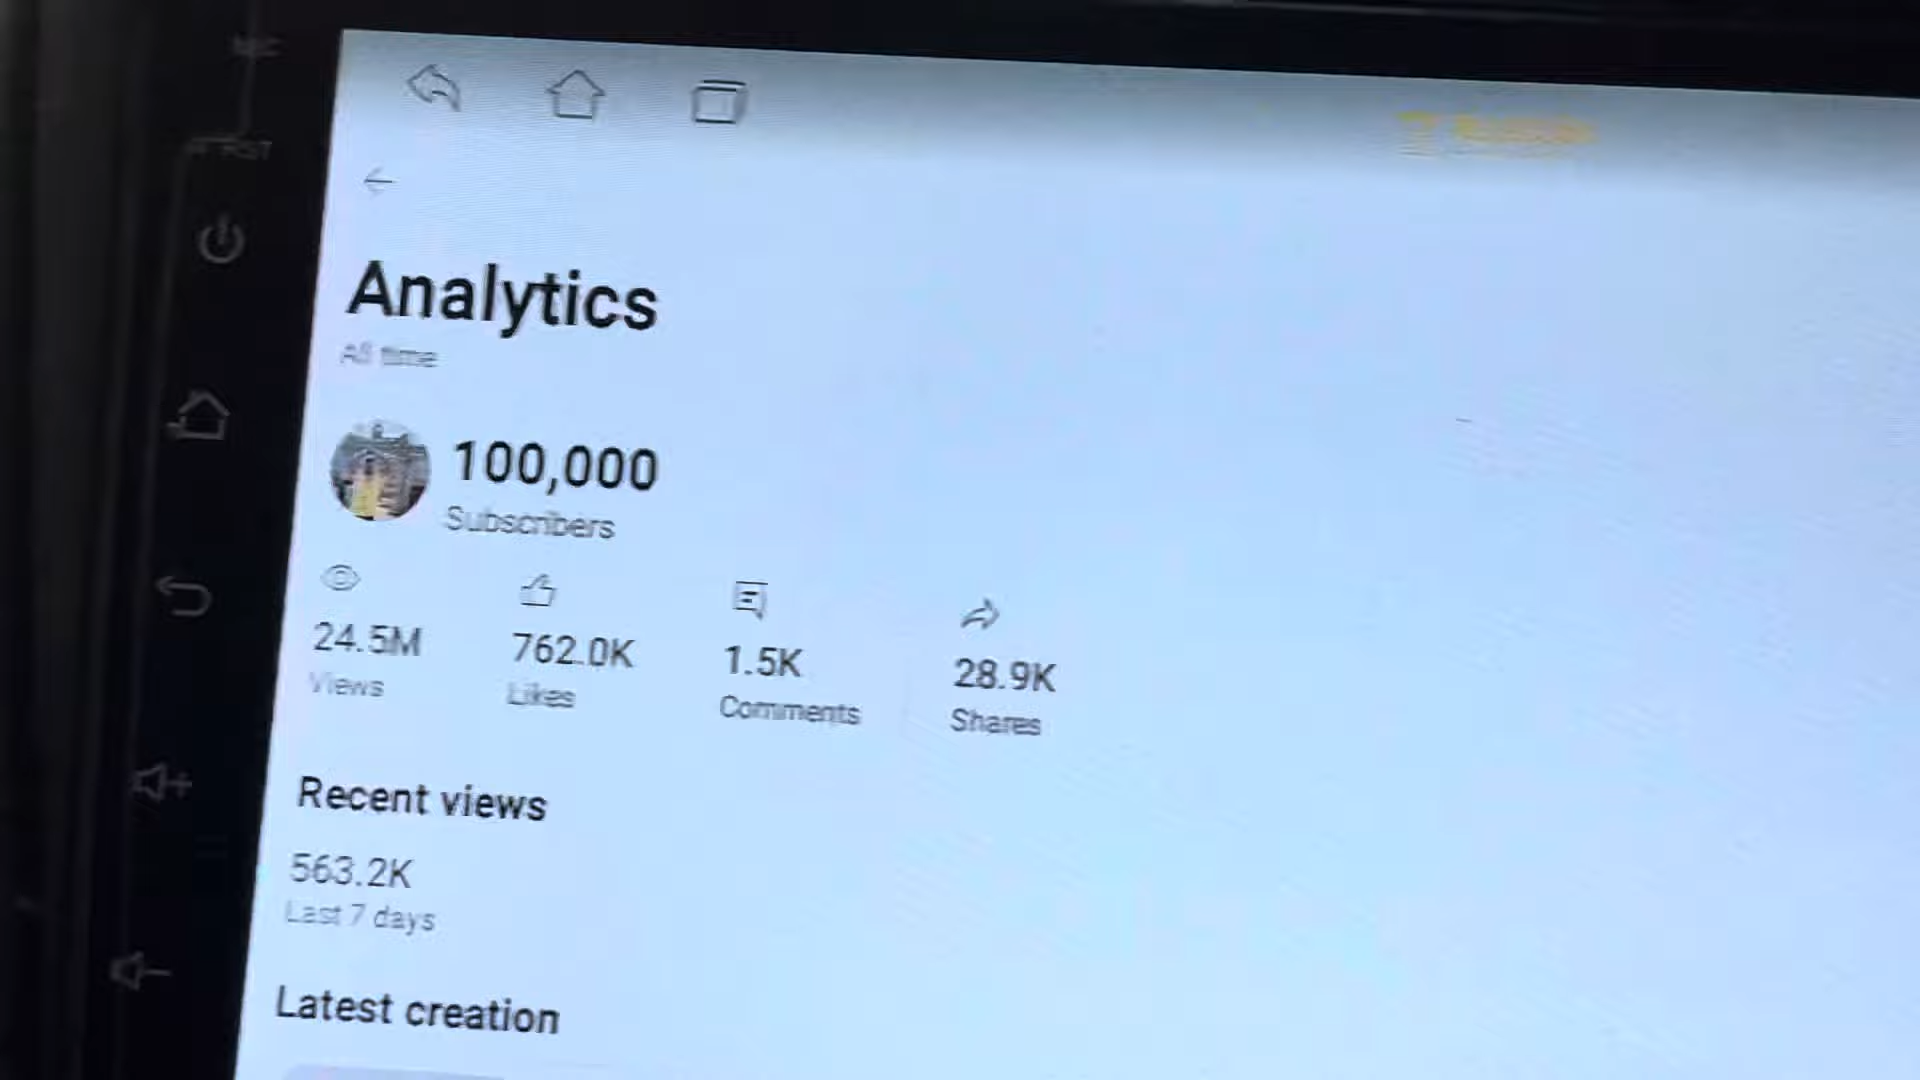 Analytics
All time
100,000
Subscribers
24.5M
Views
762.0K
Likes
1.5K
Comments
28.9K
Shares
Recent views
563.2K
Last 7 days
Latest creation